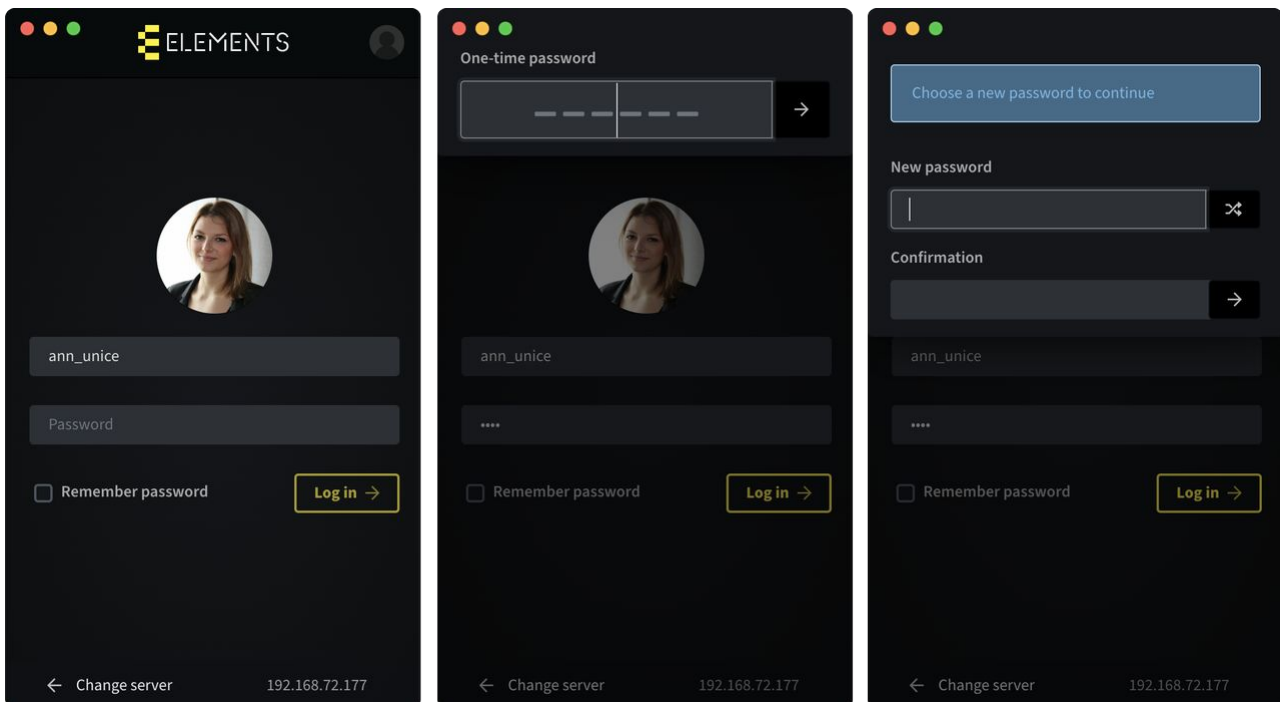 ELEMENTS
ann_unice
Password
Remember password
Log in →
← Change server 192.168.72.177
One-time password
→
ann_unice
••••
Remember password
Log in →
← Change server 192.168.72.177
Choose a new password to continue
New password
Confirmation
→
ann_unice
••••
Remember password
Log in →
← Change server 192.168.72.177